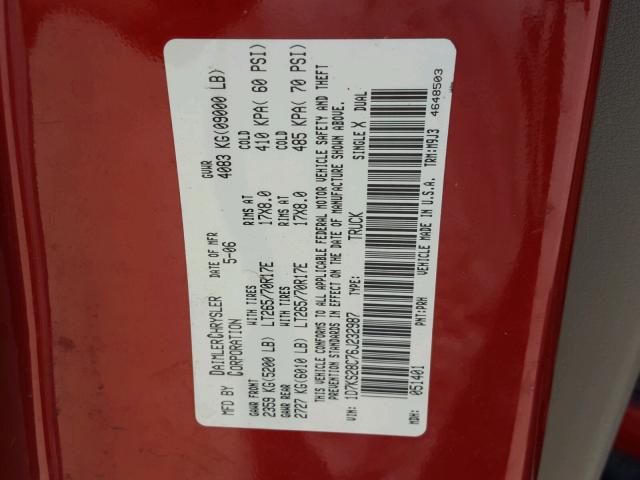 MFD BY DAIMLERCHRYSLER CORPORATION DATE OF MFR 5-06 GVWR 4083 KG(09000 LB)
GAWR FRONT WITH TIRES RIMS AT COLD
2359 KG(5200 LB) LT265/70R17E 17X8.0 410 KPA( 60 PSI)
GAWR REAR WITH TIRES RIMS AT COLD
2727 KG(6010 LB) LT265/70R17E 17X8.0 485 KPA( 70 PSI)
THIS VEHICLE CONFORMS TO ALL APPLICABLE FEDERAL MOTOR VEHICLE SAFETY AND THEFT
PREVENTION STANDARDS IN EFFECT ON THE DATE OF MANUFACTURE SHOWN ABOVE.
1D7KS28C76J232987 TYPE: TRUCK SINGLE X DUAL
MDH: 051401 PNT:PRH VEHICLE MADE IN U.S.A. TRM:M9J3 4648503